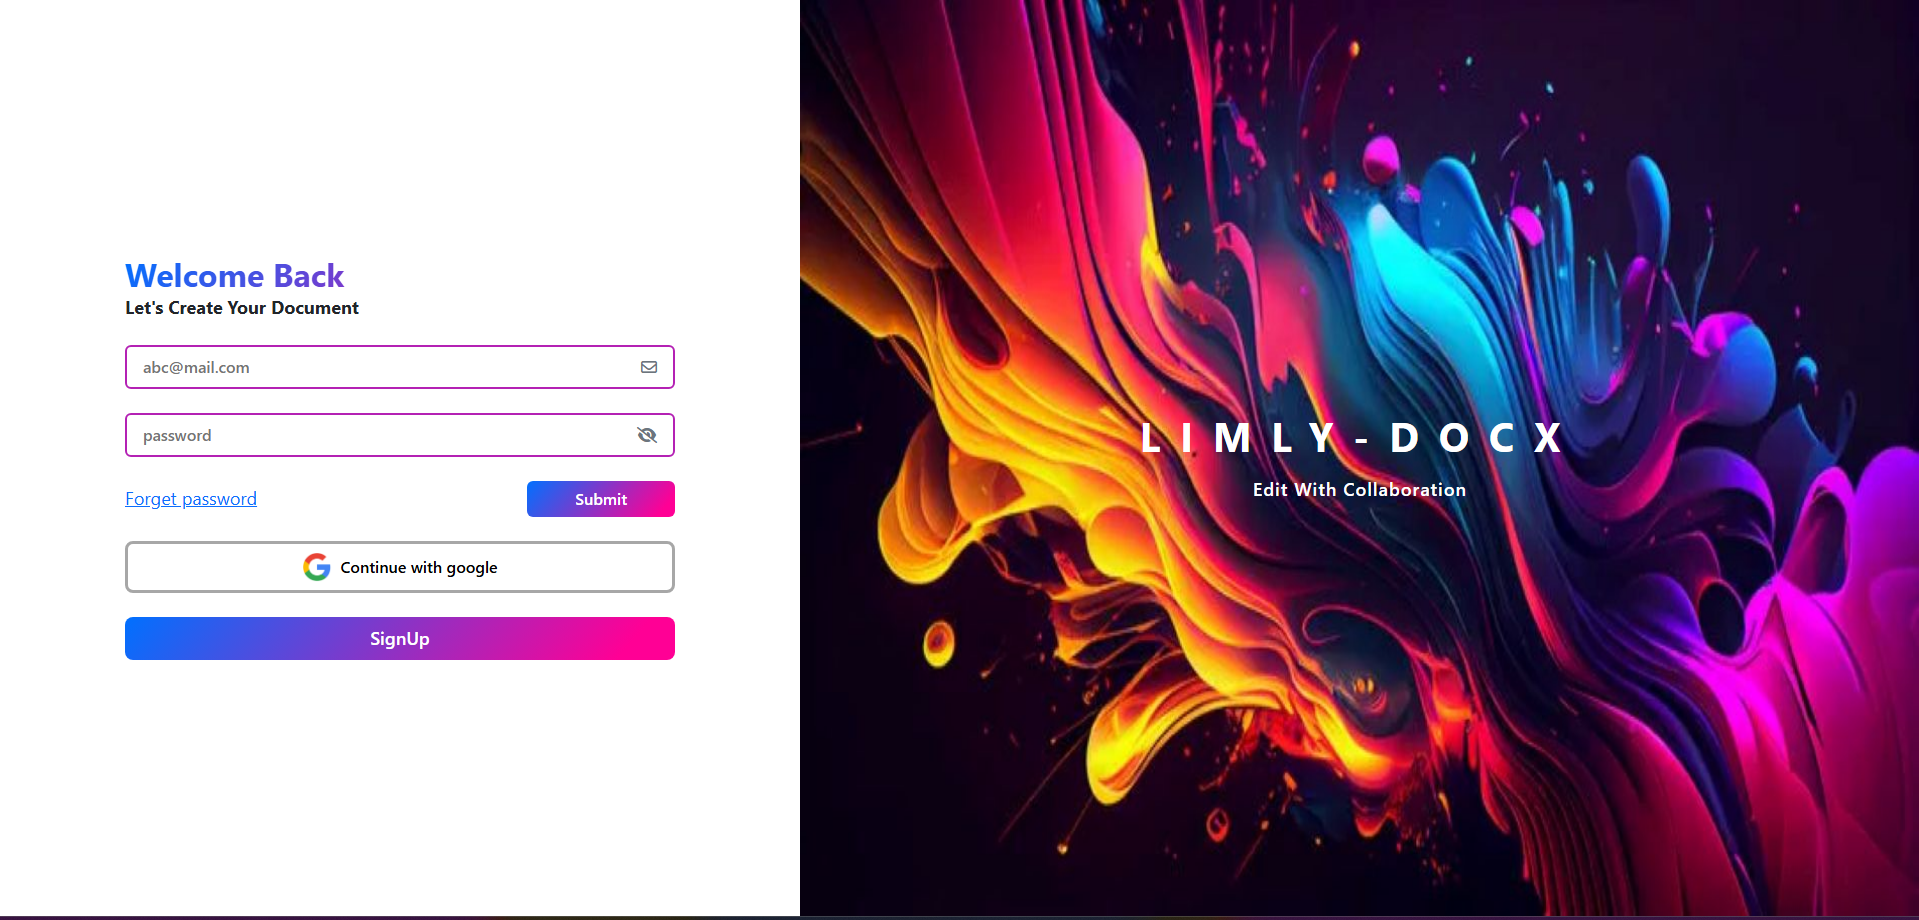 Welcome Back
Let's Create Your Document
abc@mail.com
password
Forget password
Submit
Continue with google
SignUp
LIMLY-DOCX
Edit With Collaboration